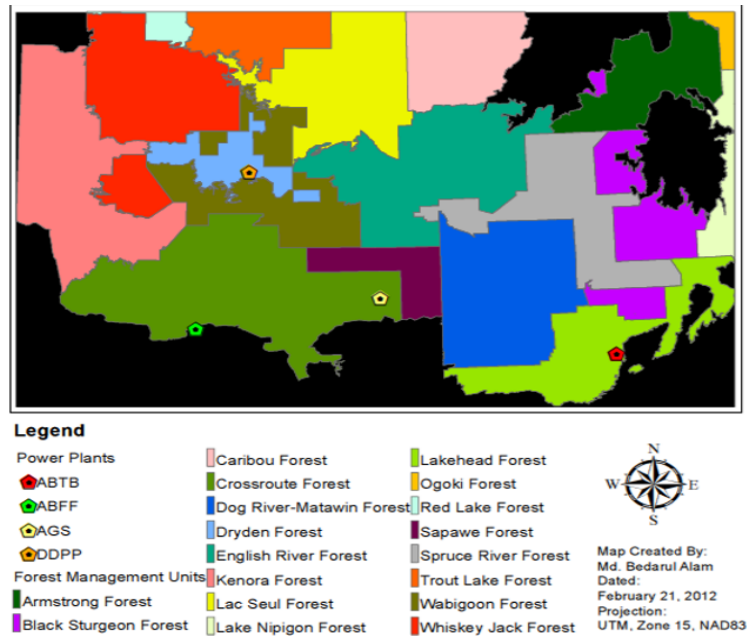 Legend
Power Plants
ABTB
ABFF
AGS
DDPP
Forest Management Units
Armstrong Forest
Black Sturgeon Forest
Caribou Forest
Crossroute Forest
Dog River-Matawin Forest
Dryden Forest
English River Forest
Kenora Forest
Lac Seul Forest
Lake Nipigon Forest
Lakehead Forest
Ogoki Forest
Red Lake Forest
Sapawe Forest
Spruce River Forest
Trout Lake Forest
Wabigoon Forest
Whiskey Jack Forest
N
W
E
S
Map Created By:
Md. Bedarul Alam
Dated:
February 21, 2012
Projection:
UTM, Zone 15, NAD83